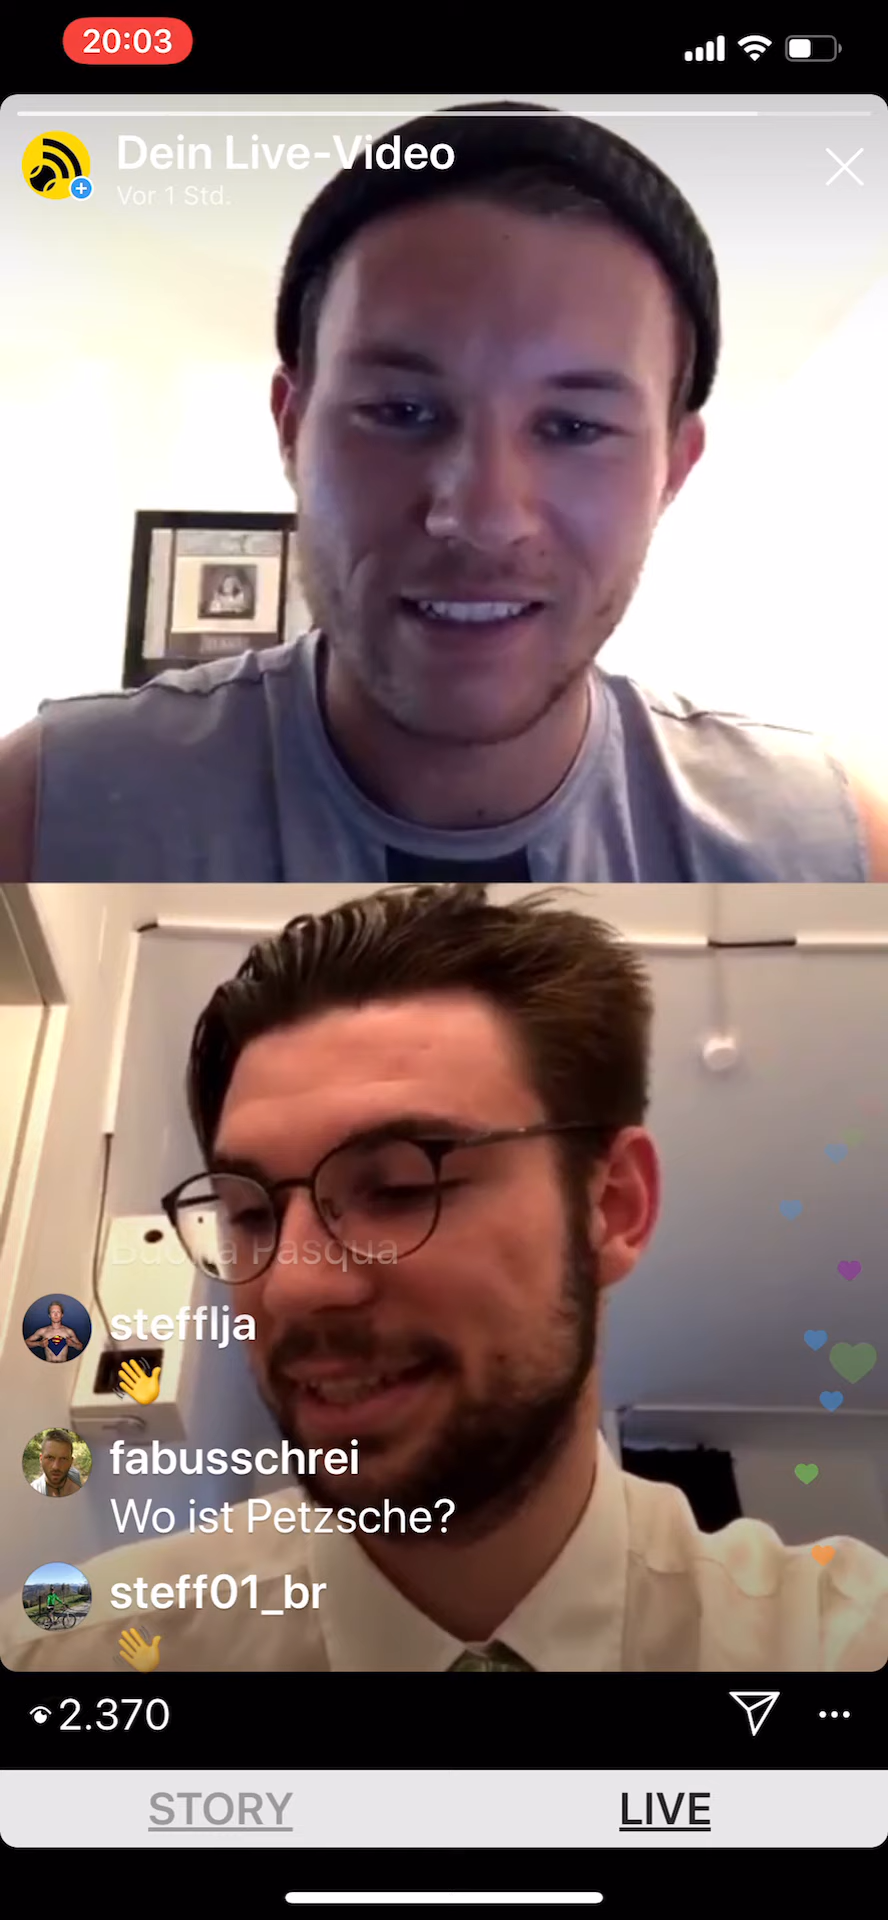 20:03
Dein Live-Video
Vor 1 Std.
Buona Pasqua
stefflja
👋
fabusschrei
Wo ist Petzsche?
steff01_br
👋
2.370
STORY
LIVE